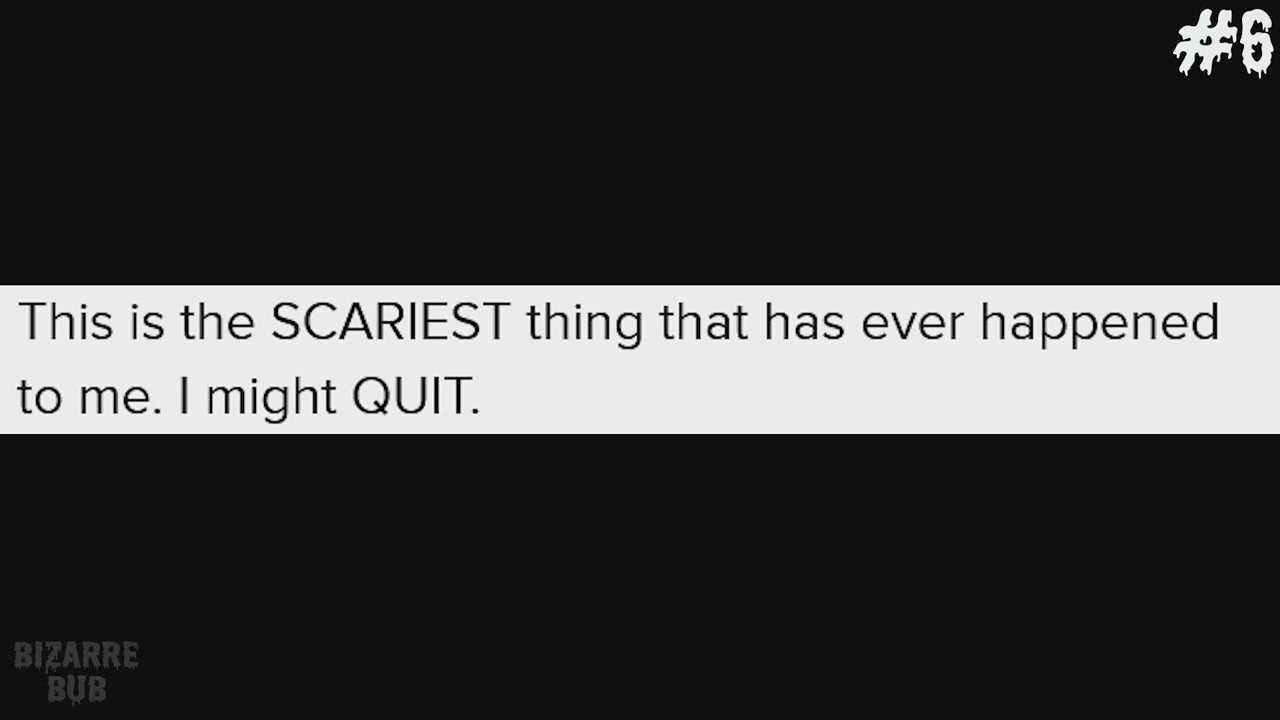 #6
This is the SCARIEST thing that has ever happened
to me. I might QUIT.
BIZARRE
BUB